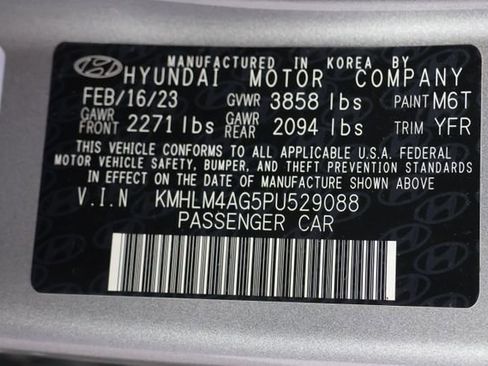 MANUFACTURED IN KOREA BY
HYUNDAI MOTOR COMPANY
FEB/16/23 GVWR 3858 lbs PAINT M6T
GAWR FRONT 2271 lbs GAWR REAR 2094 lbs TRIM YFR
THIS VEHICLE CONFORMS TO ALL APPLICABLE U.S.A. FEDERAL
MOTOR VEHICLE SAFETY, BUMPER, AND THEFT PREVENTION STANDARDS
IN EFFECT ON THE DATE OF MANUFACTURE SHOWN ABOVE
V.I.N KMHLM4AG5PU529088
PASSENGER CAR